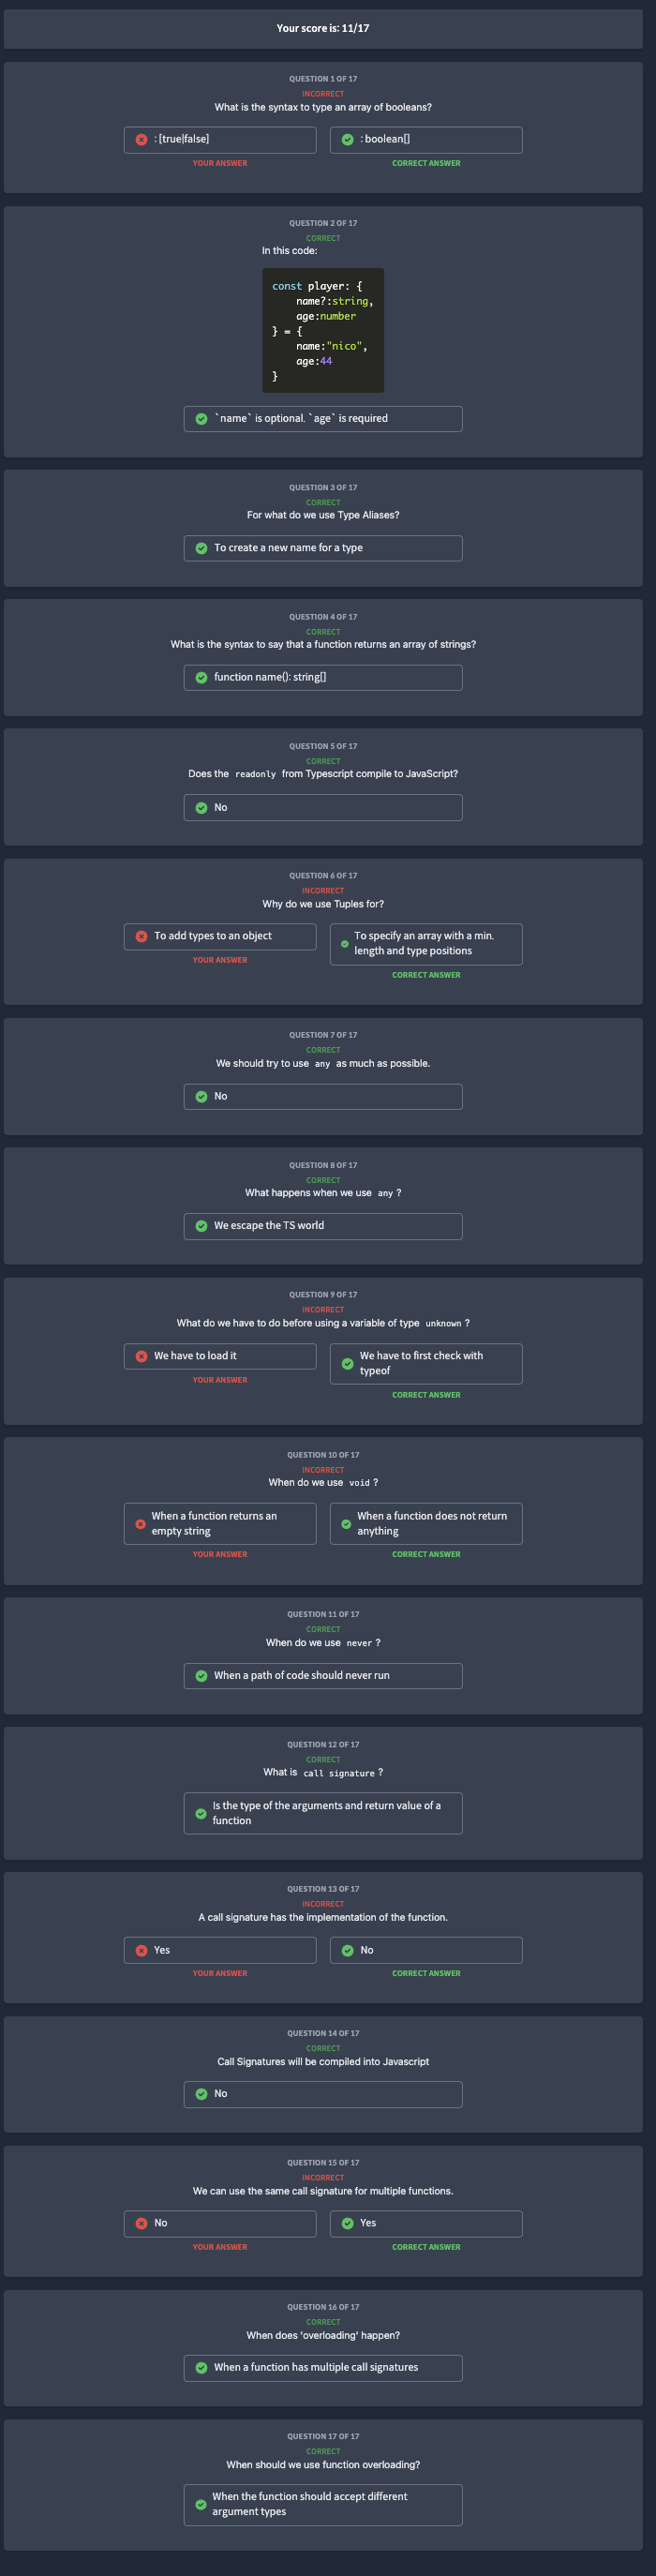 Your score is: 11/17
QUESTION 1 OF 17
INCORRECT
What is the syntax to type an array of booleans?
: [true|false]
: boolean[]
YOUR ANSWER
CORRECT ANSWER
QUESTION 2 OF 17
CORRECT
In this code:
const player: {
name?:string,
age:number
} = {
name:"nico",
age:44
}
`name` is optional. `age` is required
QUESTION 3 OF 17
CORRECT
For what do we use Type Aliases?
To create a new name for a type
QUESTION 4 OF 17
CORRECT
What is the syntax to say that a function returns an array of strings?
function name(): string[]
QUESTION 5 OF 17
CORRECT
Does the readonly from Typescript compile to JavaScript?
No
QUESTION 6 OF 17
INCORRECT
Why do we use Tuples for?
To add types to an object
To specify an array with a min. length and type positions
YOUR ANSWER
CORRECT ANSWER
QUESTION 7 OF 17
CORRECT
We should try to use any as much as possible.
No
QUESTION 8 OF 17
CORRECT
What happens when we use any ?
We escape the TS world
QUESTION 9 OF 17
INCORRECT
What do we have to do before using a variable of type unknown ?
We have to load it
We have to first check with typeof
YOUR ANSWER
CORRECT ANSWER
QUESTION 10 OF 17
INCORRECT
When do we use void ?
When a function returns an empty string
When a function does not return anything
YOUR ANSWER
CORRECT ANSWER
QUESTION 11 OF 17
CORRECT
When do we use never ?
When a path of code should never run
QUESTION 12 OF 17
CORRECT
What is call signature ?
Is the type of the arguments and return value of a function
QUESTION 13 OF 17
INCORRECT
A call signature has the implementation of the function.
Yes
No
YOUR ANSWER
CORRECT ANSWER
QUESTION 14 OF 17
CORRECT
Call Signatures will be compiled into Javascript
No
QUESTION 15 OF 17
INCORRECT
We can use the same call signature for multiple functions.
No
Yes
YOUR ANSWER
CORRECT ANSWER
QUESTION 16 OF 17
CORRECT
When does 'overloading' happen?
When a function has multiple call signatures
QUESTION 17 OF 17
CORRECT
When should we use function overloading?
When the function should accept different argument types